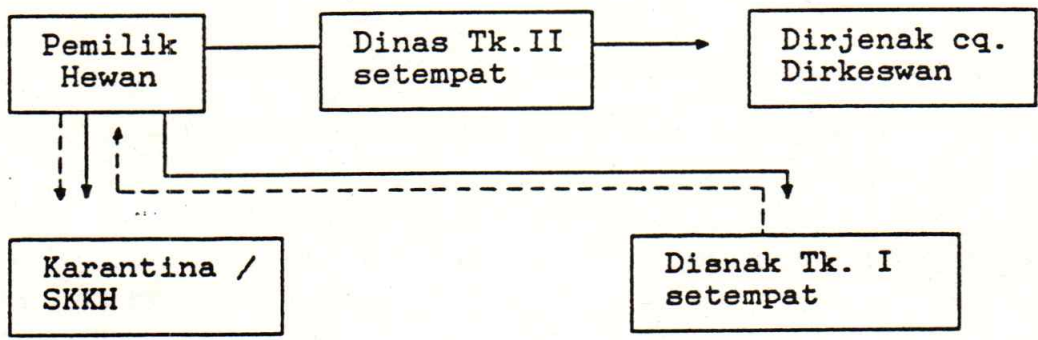 Pemilik
Hewan
Dinas Tk.II
setempat
Dirjenak cq.
Dirkeswan
Karantina /
SKKH
Disnak Tk. I
setempat